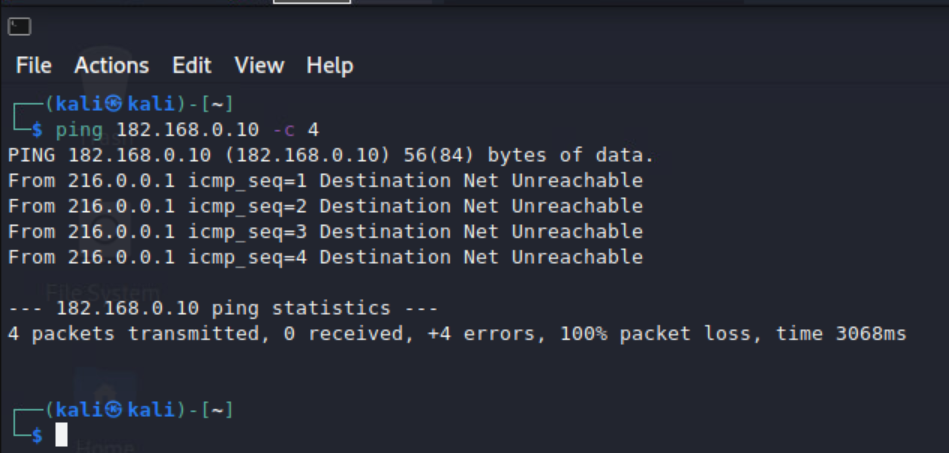 File Actions Edit View Help
┌──(kali㉿kali)-[~]
└─$ ping 182.168.0.10 -c 4
PING 182.168.0.10 (182.168.0.10) 56(84) bytes of data.
From 216.0.0.1 icmp_seq=1 Destination Net Unreachable
From 216.0.0.1 icmp_seq=2 Destination Net Unreachable
From 216.0.0.1 icmp_seq=3 Destination Net Unreachable
From 216.0.0.1 icmp_seq=4 Destination Net Unreachable
File System
--- 182.168.0.10 ping statistics ---
4 packets transmitted, 0 received, +4 errors, 100% packet loss, time 3068ms
┌──(kali㉿kali)-[~]
└─$
Home